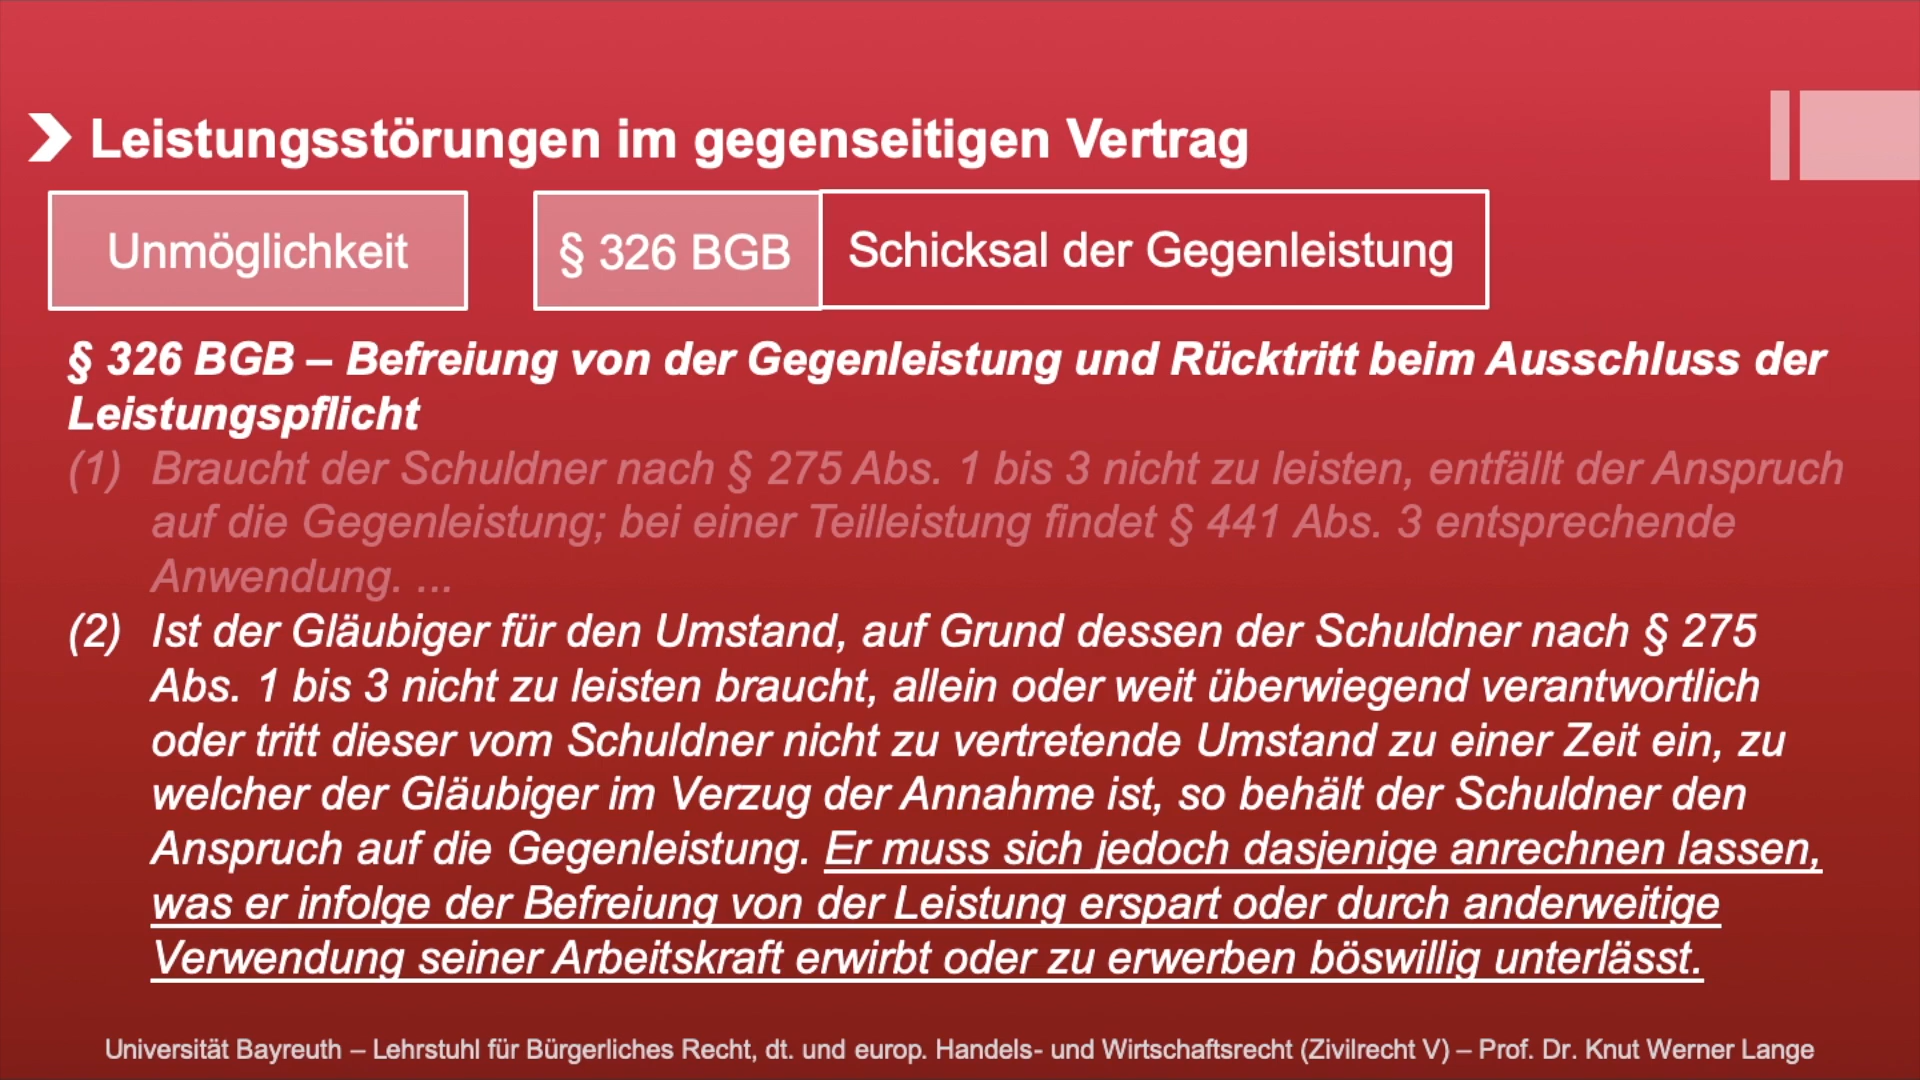 Leistungsstörungen im gegenseitigen Vertrag
Unmöglichkeit
§ 326 BGB
Schicksal der Gegenleistung
§ 326 BGB – Befreiung von der Gegenleistung und Rücktritt beim Ausschluss der
Leistungspflicht
(1) Braucht der Schuldner nach § 275 Abs. 1 bis 3 nicht zu leisten, entfällt der Anspruch
auf die Gegenleistung; bei einer Teilleistung findet § 441 Abs. 3 entsprechende
Anwendung. ...
(2) Ist der Gläubiger für den Umstand, auf Grund dessen der Schuldner nach § 275
Abs. 1 bis 3 nicht zu leisten braucht, allein oder weit überwiegend verantwortlich
oder tritt dieser vom Schuldner nicht zu vertretende Umstand zu einer Zeit ein, zu
welcher der Gläubiger im Verzug der Annahme ist, so behält der Schuldner den
Anspruch auf die Gegenleistung. Er muss sich jedoch dasjenige anrechnen lassen,
was er infolge der Befreiung von der Leistung erspart oder durch anderweitige
Verwendung seiner Arbeitskraft erwirbt oder zu erwerben böswillig unterlässt.
Universität Bayreuth – Lehrstuhl für Bürgerliches Recht, dt. und europ. Handels- und Wirtschaftsrecht (Zivilrecht V) – Prof. Dr. Knut Werner Lange